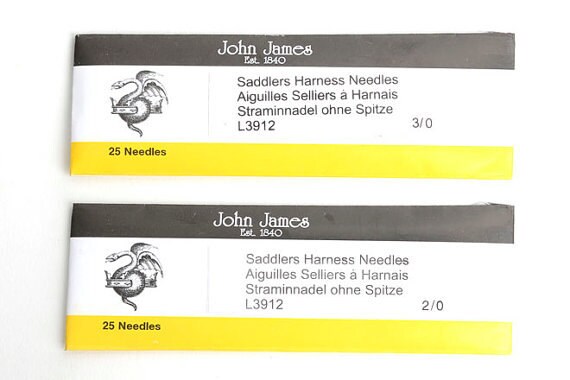 John James
Est. 1840
Saddlers Harness Needles
Aiguilles Selliers à Harnais
Straminnadel ohne Spitze
L3912 3/0
25 Needles
John James
Est. 1840
Saddlers Harness Needles
Aiguilles Selliers à Harnais
Straminnadel ohne Spitze
L3912 2/0
25 Needles